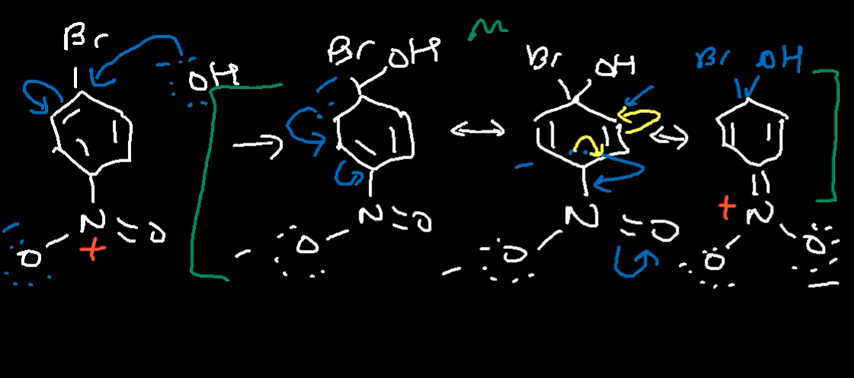 Br OH Br OH Br OH Br OH
N + = O N = O N = O + N
O O O O O